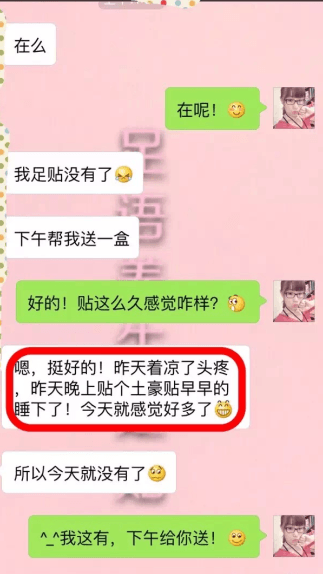 在么
在呢！
我足贴没有了
下午帮我送一盒
好的！贴这么久感觉咋样？
嗯，挺好的！昨天着凉了头疼
，昨天晚上贴个土豪贴早早的
睡下了！今天就感觉好多了
所以今天就没有了
^_^我这有，下午给你送！